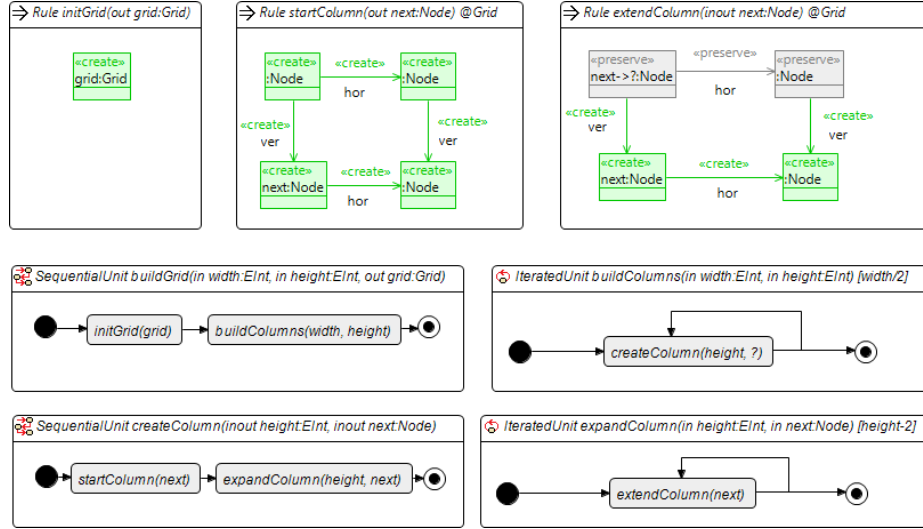 Rule initGrid(out grid:Grid)
«create»
grid:Grid
Rule startColumn(out next:Node) @Grid
«create»
:Node
«create»
hor
«create»
:Node
«create»
ver
«create»
ver
«create»
next:Node
«create»
hor
«create»
:Node
Rule extendColumn(inout next:Node) @Grid
«preserve»
next->?:Node
«preserve»
hor
«preserve»
:Node
«create»
ver
«create»
ver
«create»
next:Node
«create»
hor
«create»
:Node
SequentialUnit buildGrid(in width:EInt, in height:EInt, out grid:Grid)
initGrid(grid)
buildColumns(width, height)
IteratedUnit buildColumns(in width:EInt, in height:EInt) [width/2]
createColumn(height, ?)
SequentialUnit createColumn(inout height:EInt, inout next:Node)
startColumn(next)
expandColumn(height, next)
IteratedUnit expandColumn(in height:EInt, in next:Node) [height-2]
extendColumn(next)